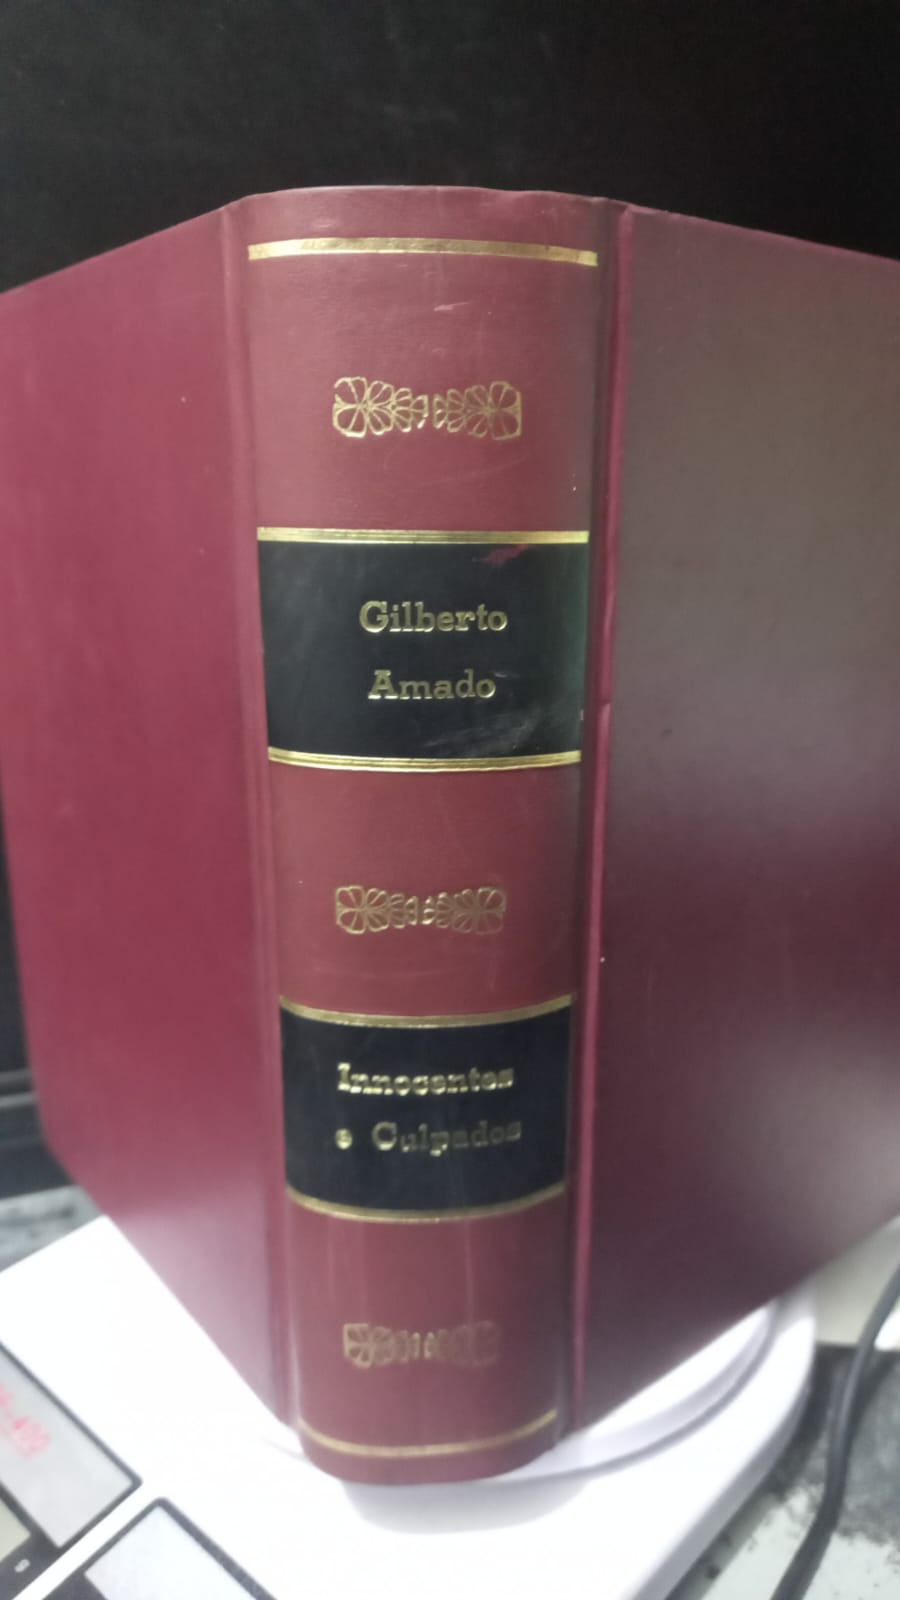 Gilberto
Amado
Innocentes
e Culpados